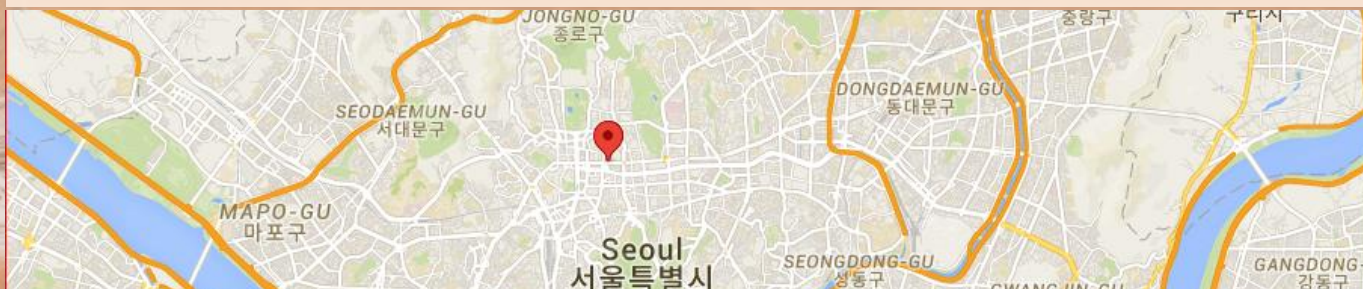 JONGNO-GU
종로구
중랑구
구리시
DONGDAEMUN-GU
동대문구
SEODAEMUN-GU
서대문구
MAPO-GU
마포구
Seoul
서울특별시
SEONGDONG-GU
성동구
GANGDONG-
강동구
GWANGJIN-GU